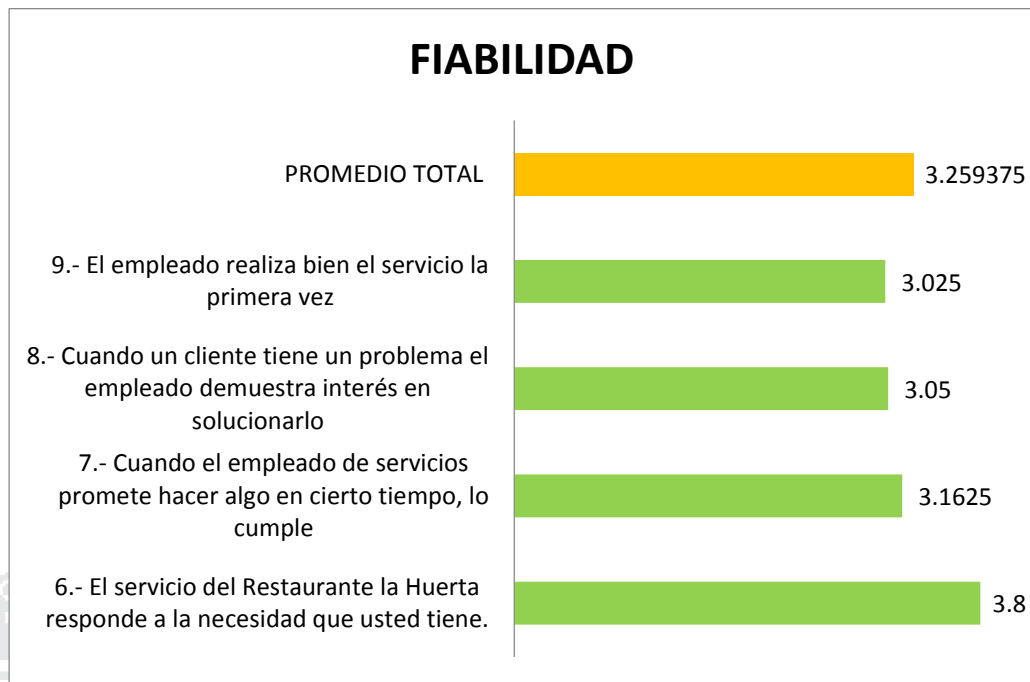 FIABILIDAD
PROMEDIO TOTAL
3.259375
9.- El empleado realiza bien el servicio la
primera vez
3.025
8.- Cuando un cliente tiene un problema el
empleado demuestra interés en
solucionarlo
3.05
7.- Cuando el empleado de servicios
promete hacer algo en cierto tiempo, lo
cumple
3.1625
6.- El servicio del Restaurante la Huerta
responde a la necesidad que usted tiene.
3.8